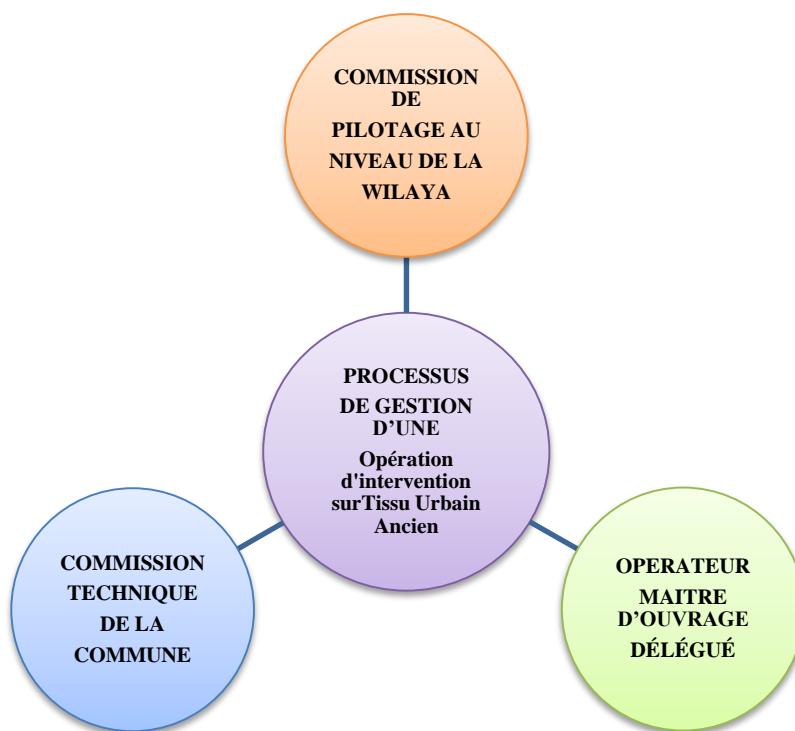 COMMISSION
DE
PILOTAGE AU
NIVEAU DE LA
WILAYA
PROCESSUS
DE GESTION
D’UNE
Opération
d'intervention
surTissu Urbain
Ancien
COMMISSION
TECHNIQUE
DE LA
COMMUNE
OPERATEUR
MAITRE
D’OUVRAGE
DÉLÉGUÉ